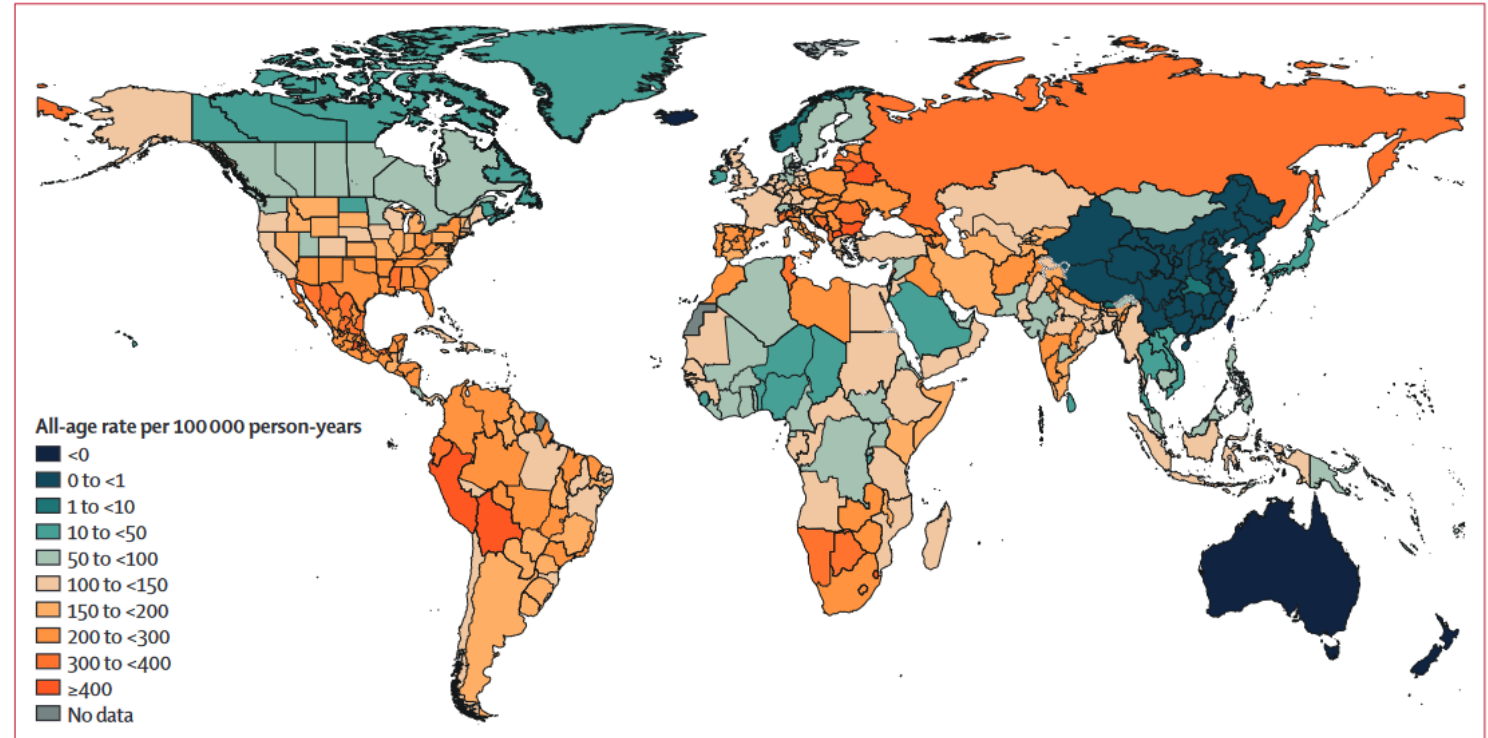 All-age rate per 100 000 person-years
<0
0 to <1
1 to <10
10 to <50
50 to <100
100 to <150
150 to <200
200 to <300
300 to <400
≥400
No data